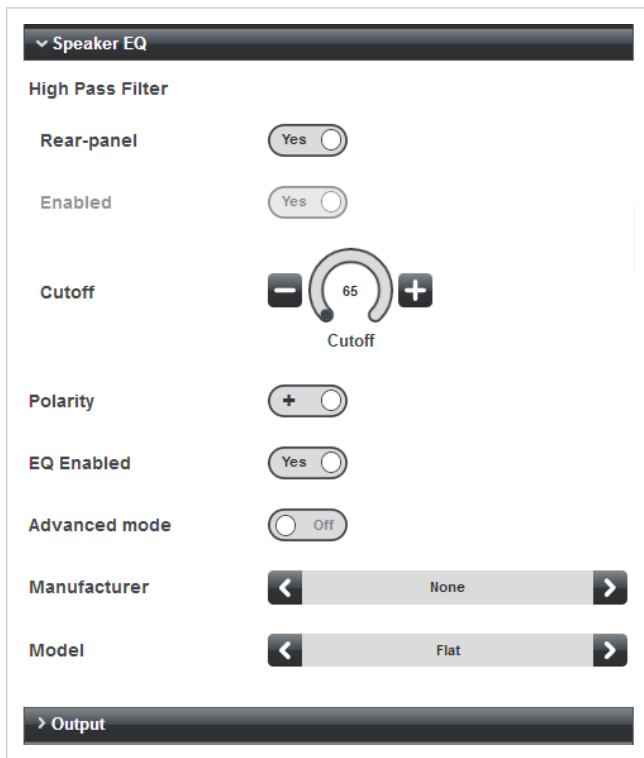 Speaker EQ
High Pass Filter
Rear-panel Yes
Enabled Yes
Cutoff 65
Cutoff
Polarity +
EQ Enabled Yes
Advanced mode Off
Manufacturer None
Model Flat
Output